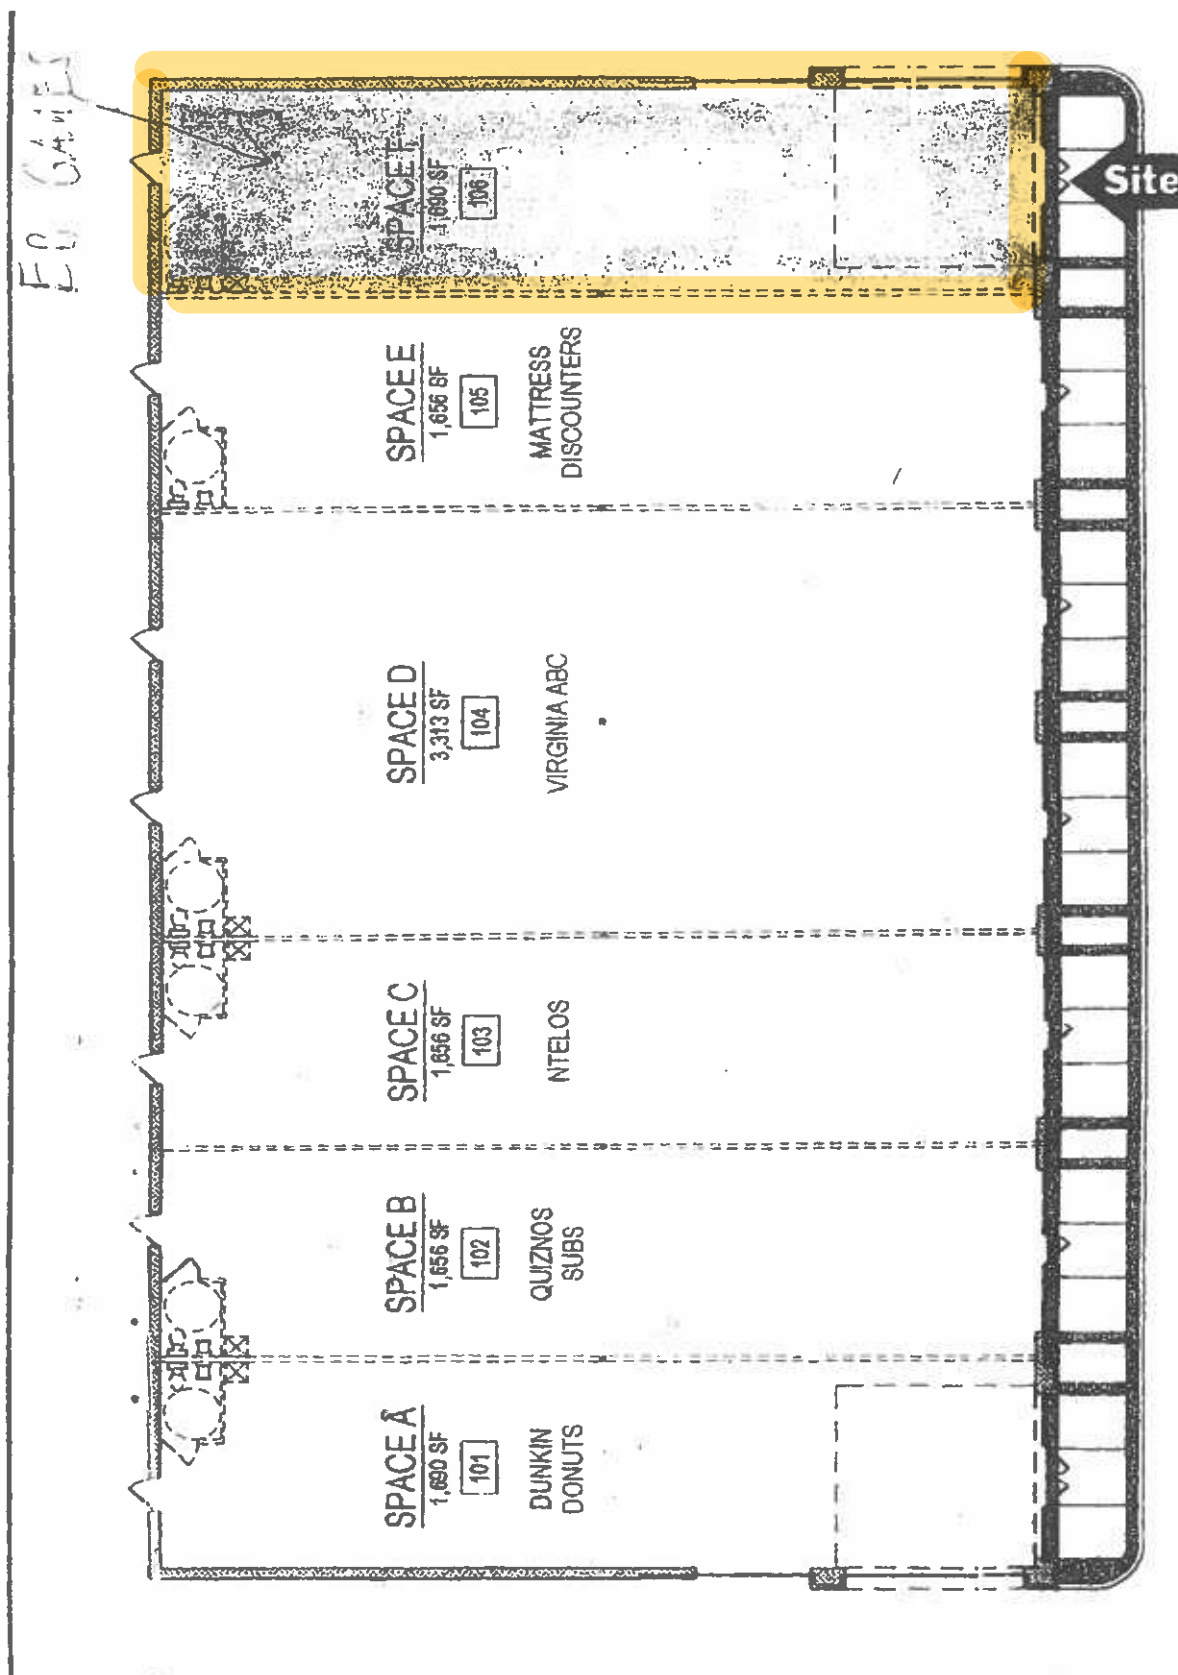 Site
SPACE F
1,690 SF
106
SPACE E
1,656 SF
105
MATTRESS
DISCOUNTERS
SPACE D
3,313 SF
104
VIRGINIA ABC
SPACE C
1,656 SF
103
NTELOS
SPACE B
1,656 SF
102
QUIZNOS
SUBS
SPACE A
1,690 SF
101
DUNKIN
DONUTS